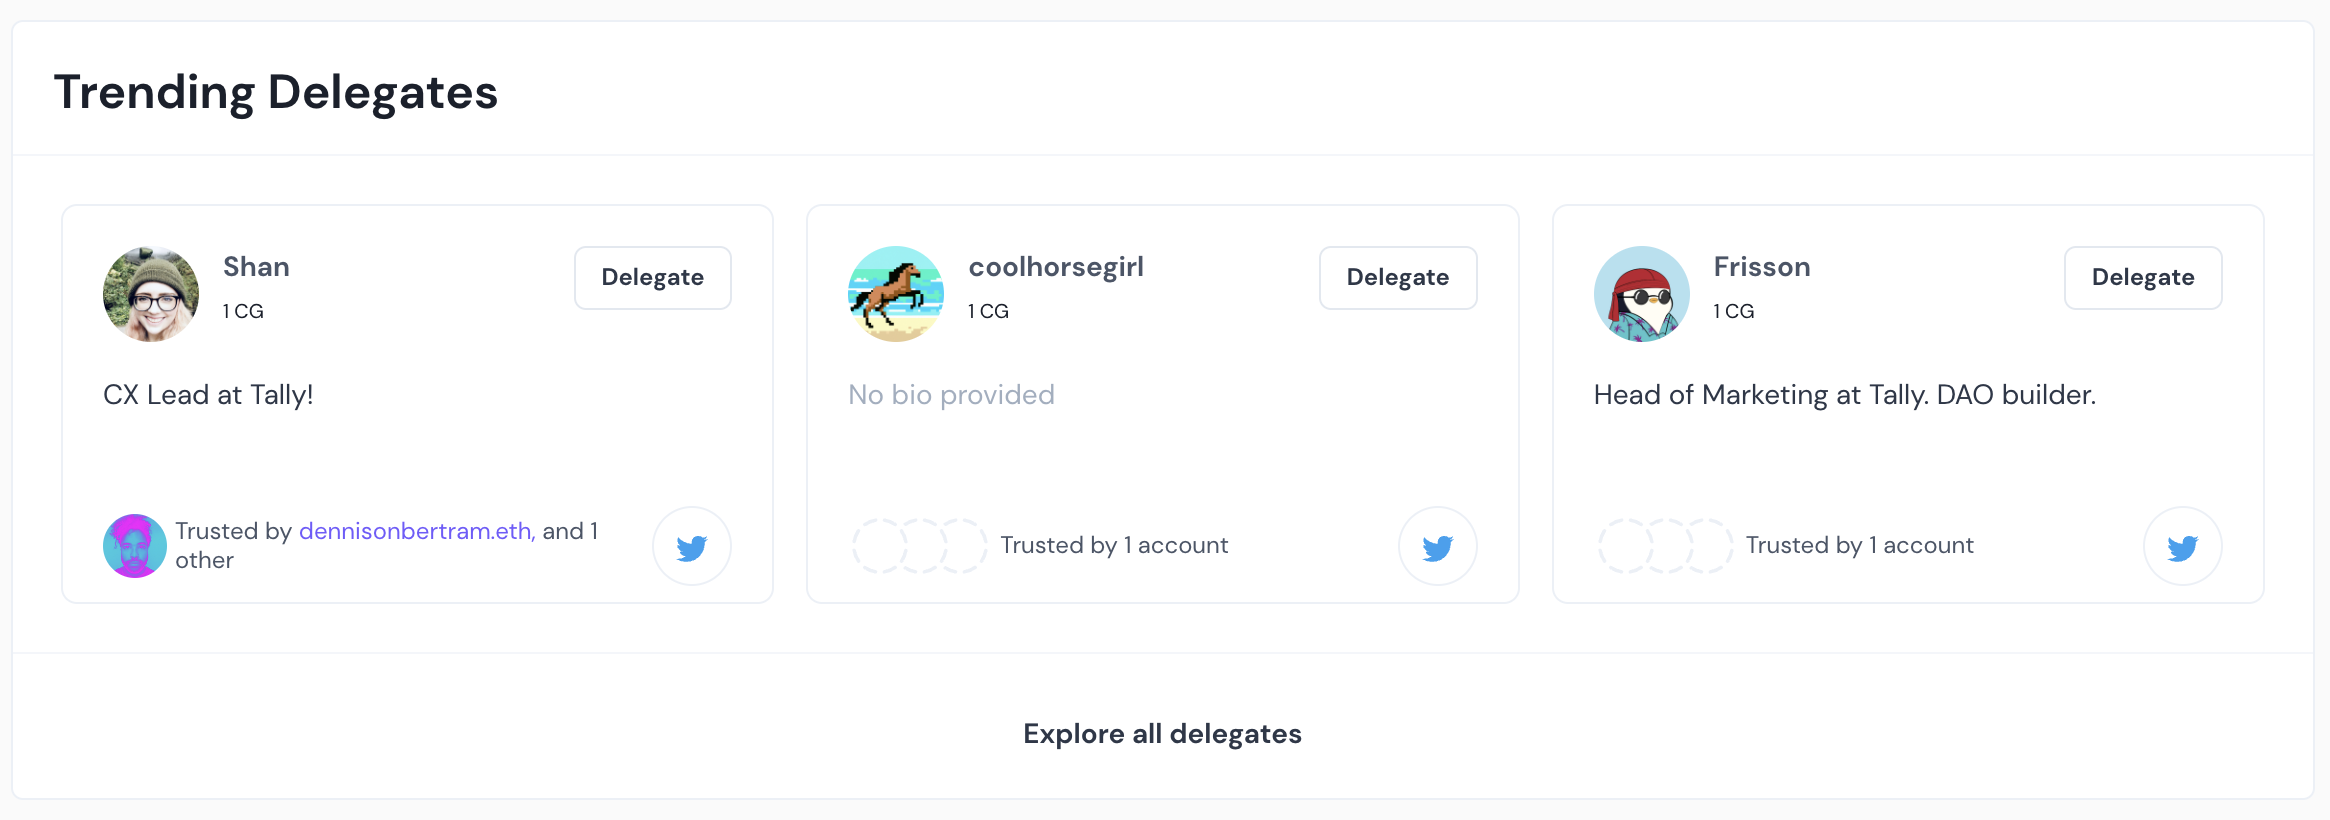 Trending Delegates
Shan
1 CG
Delegate
CX Lead at Tally!
Trusted by dennisonbertram.eth, and 1
other
coolhorsegirl
1 CG
Delegate
No bio provided
Trusted by 1 account
Frisson
1 CG
Delegate
Head of Marketing at Tally. DAO builder.
Trusted by 1 account
Explore all delegates